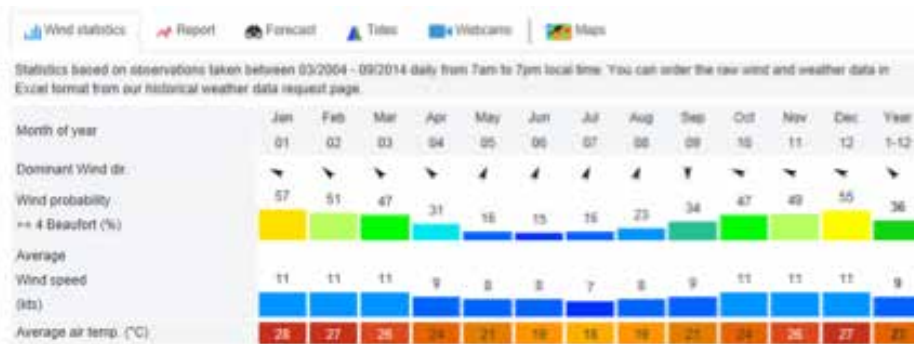 Wind statistics Report Forecast Tides Webcams Maps
Statistics based on observations taken between 03/2004 - 09/2014 daily from 7am to 7pm local time. You can order the raw wind and weather data in
Excel format from our historical weather data request page.
Month of year Jan Feb Mar Apr May Jun Jul Aug Sep Oct Nov Dec Year
01 02 03 04 05 06 07 08 09 10 11 12 1-12
Dominant Wind dir.
Wind probability 57 51 47 31 16 15 16 23 34 47 49 55 36
>= 4 Beaufort (%)
Average
Wind speed 11 11 11 9 8 8 7 8 9 11 11 11 9
(kts)
Average air temp. (°C) 28 27 26 24 21 19 18 19 21 24 26 27 23